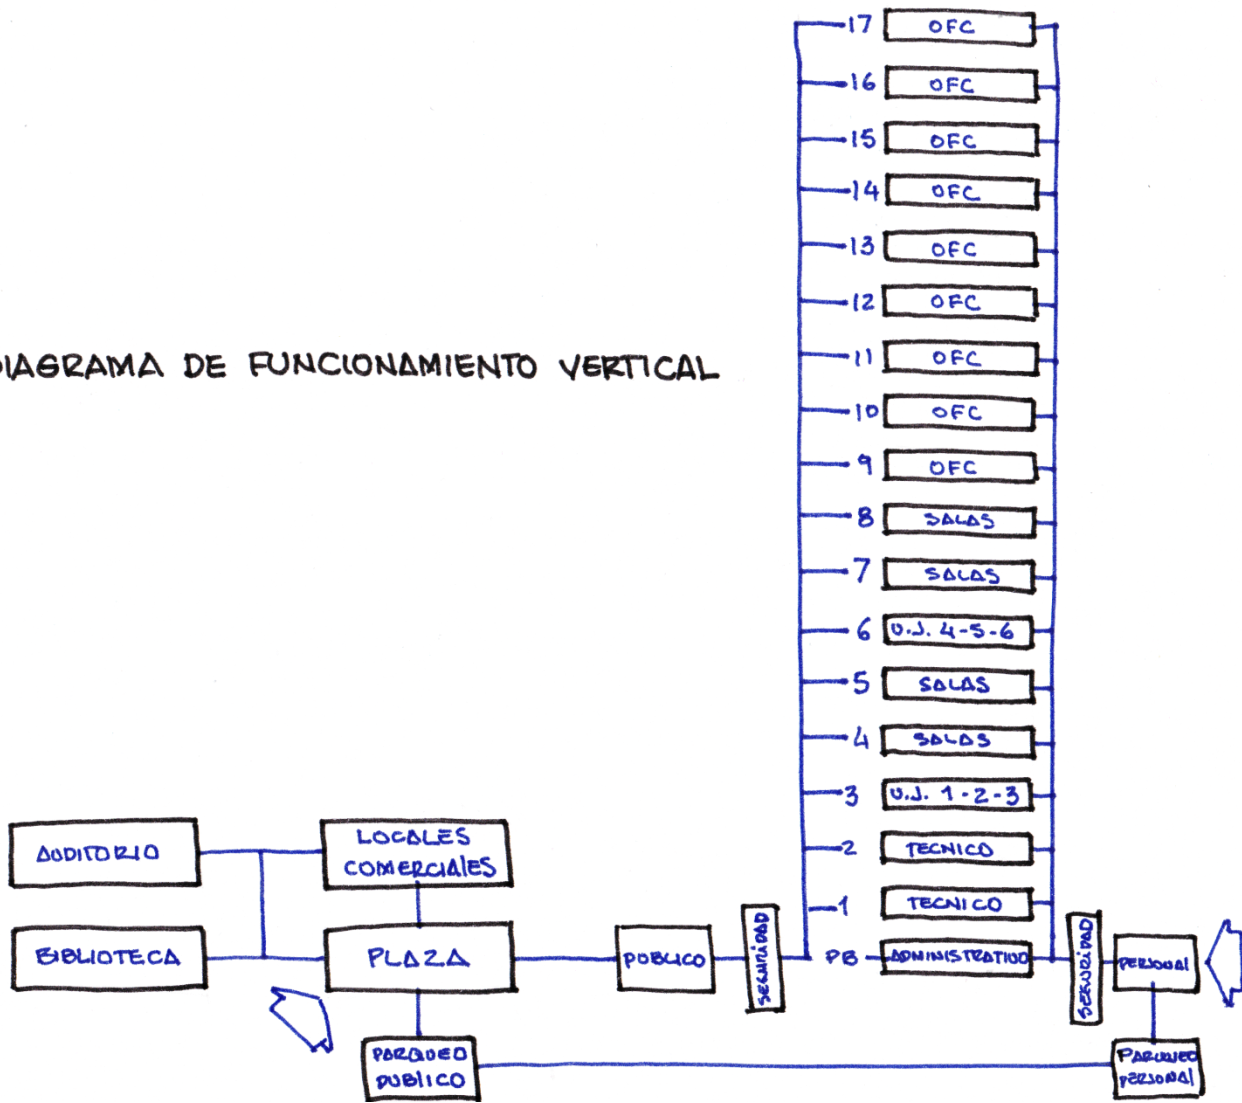 17 OFC
16 OFC
15 OFC
14 OFC
13 OFC
12 OFC
DIAGRAMA DE FUNCIONAMIENTO VERTICAL
11 OFC
10 OFC
9 OFC
8 SALAS
7 SALAS
6 U.J. 4-5-6
5 SALAS
4 SALAS
3 U.J. 1-2-3
2 TECNICO
1 TECNICO
AUDITORIO
LOCALES
COMERCIALES
BIBLIOTECA
PLAZA
PUBLICO
SEGURIDAD
PB ADMINISTRATIVO
SEGURIDAD
PERSONAL
PARQUEO
PUBLICO
PARQUEO
PERSONAL